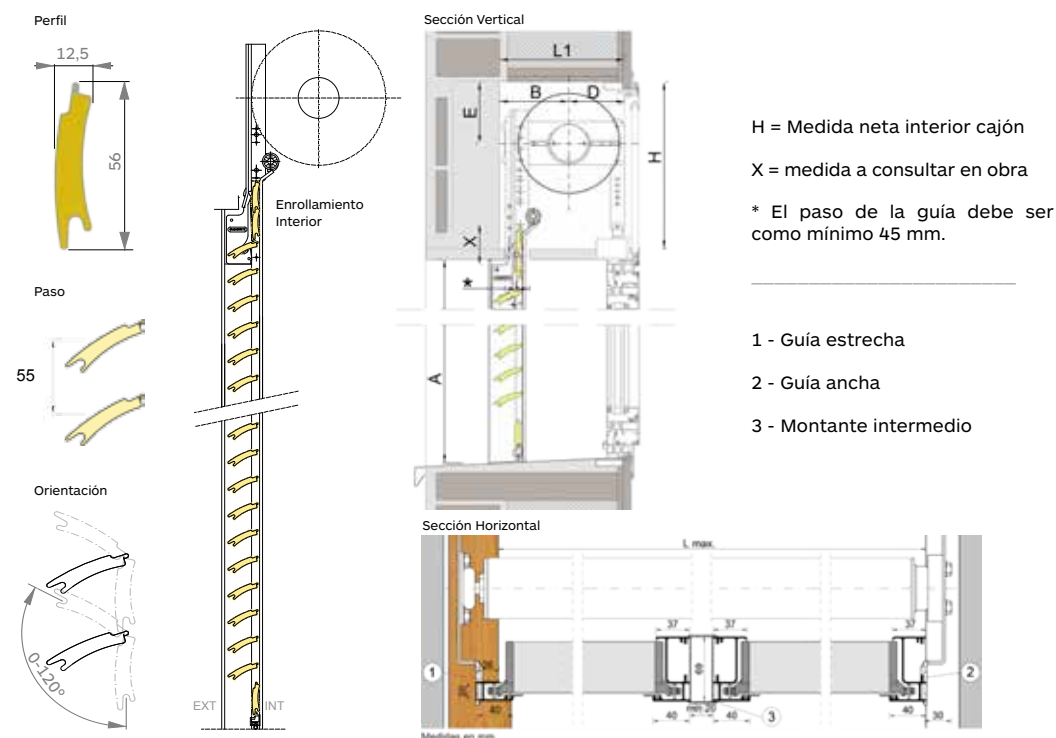 Perfil
12,5
56
Paso
55
Orientación
0-120º
Enrollamiento
Interior
EXT
INT
Sección Vertical
L1
B
D
E
H
X
*
A
H = Medida neta interior cajón
X = medida a consultar en obra
* El paso de la guía debe ser
como mínimo 45 mm.
1 - Guía estrecha
2 - Guía ancha
3 - Montante intermedio
Sección Horizontal
L max.
37
37
37
69
1
2
40
40
min 20
40
3
40
30
Medidas en mm